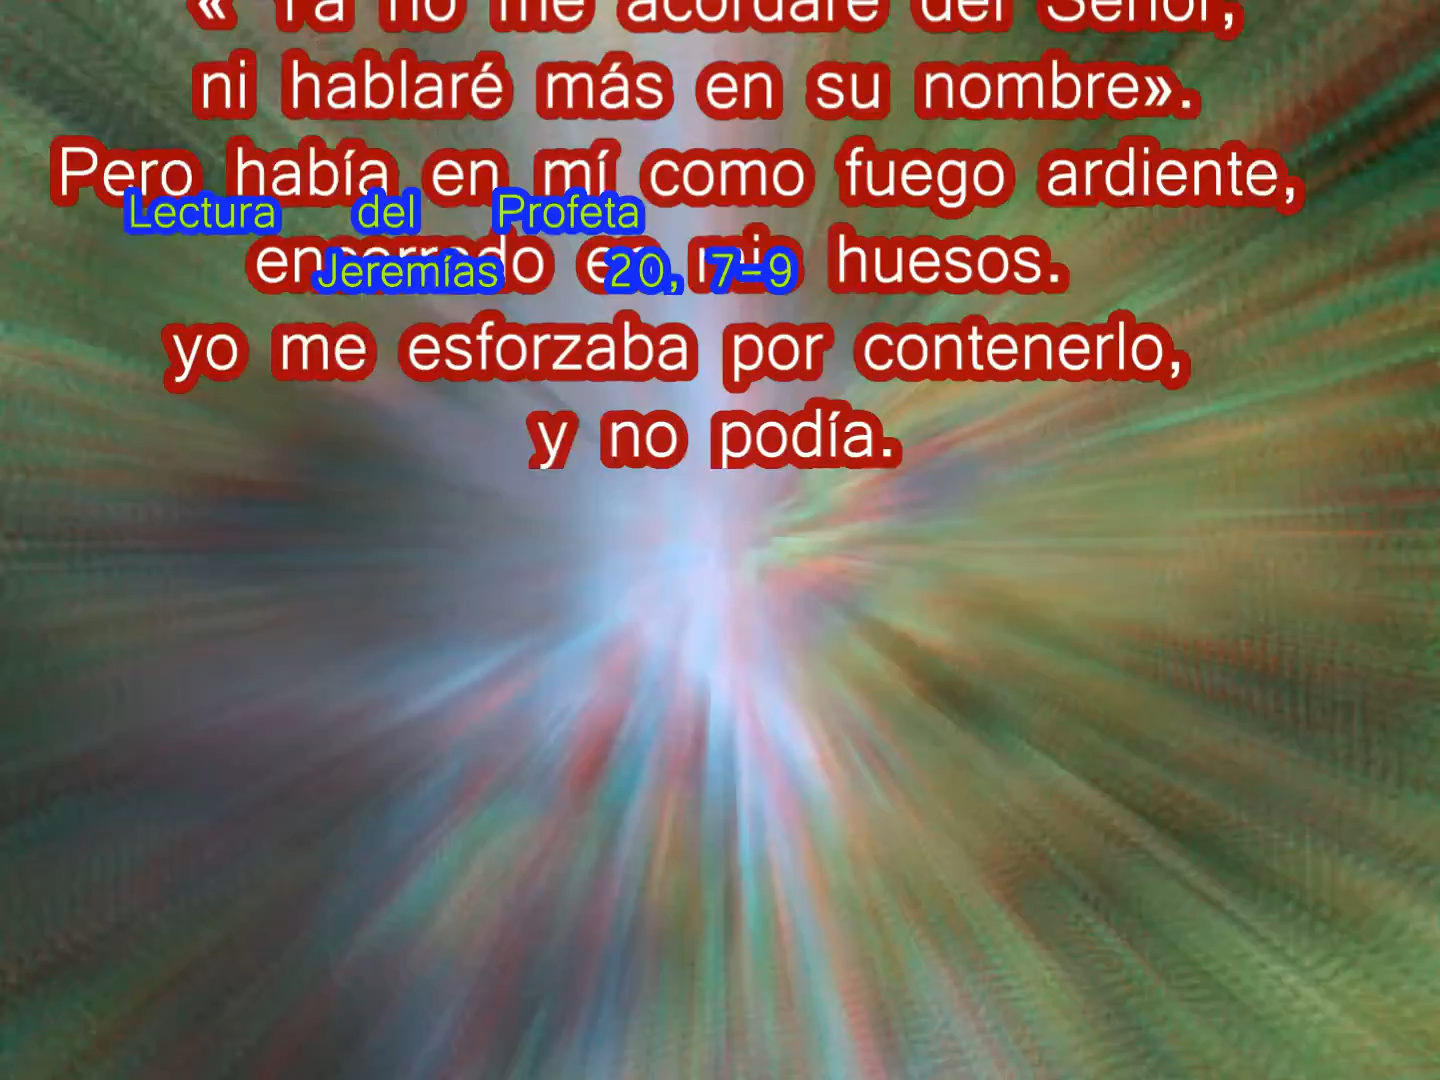 « Ya no me acordaré del Señor,
ni hablaré más en su nombre».
Pero había en mí como fuego ardiente,
Lectura del Profeta
encerrado en mis huesos.
Jeremías 20, 7=9
yo me esforzaba por contenerlo,
y no podía.